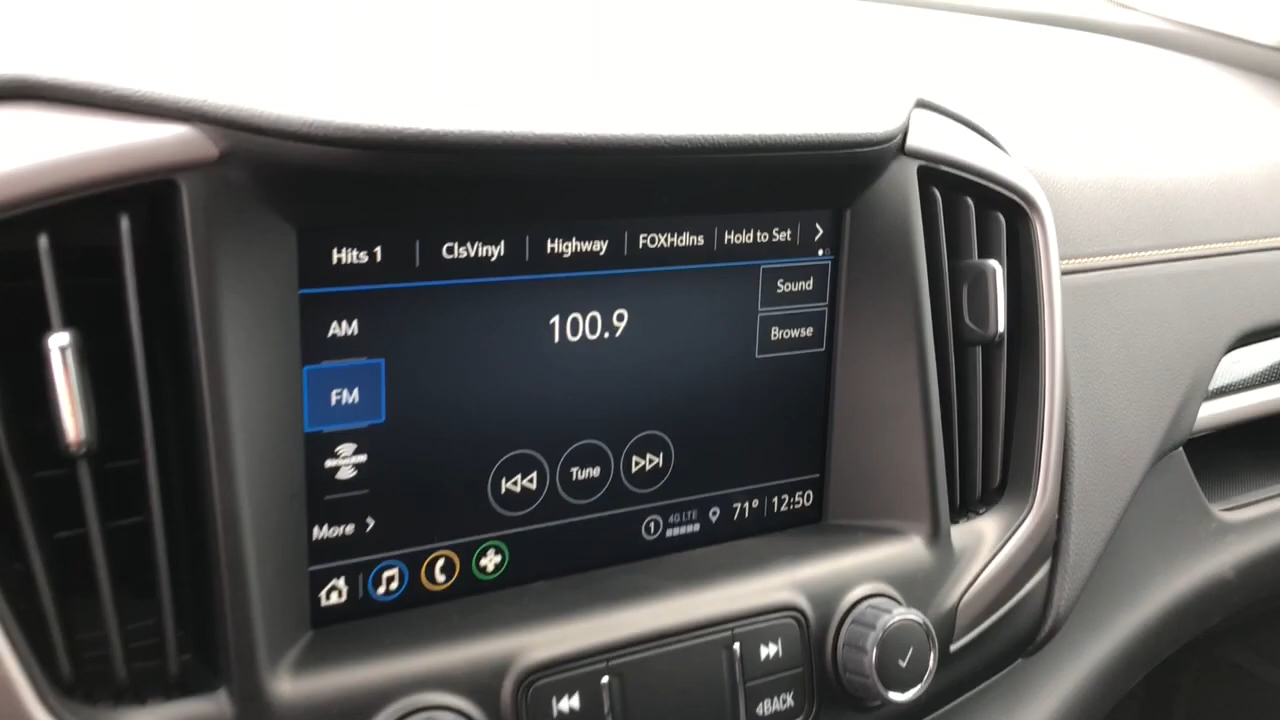 Hits 1 ClsVinyl Highway FOXHdlns Hold to Set
Sound
AM 100.9
Browse
FM
Tune
More
1 4G LTE 71° 12:50
BACK